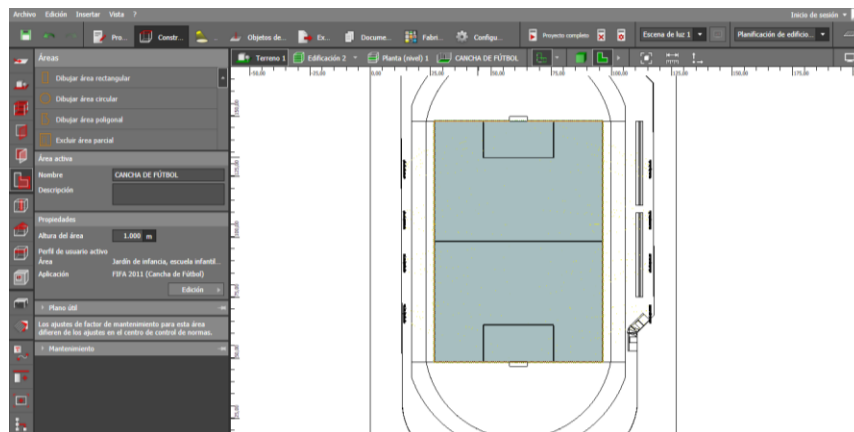 Archivo Edición Insertar Vista ? Inicio de sesión
Pro... Constr... Objetos de... Ex... Docume... Fabri... Configu... Proyecto completo Escena de luz 1 Planificación de edificio...
Áreas Terreno 1 Edificación 2 Planta (nivel) 1 CANCHA DE FÚTBOL
Dibujar área rectangular
Dibujar área circular
Dibujar área poligonal
Excluir área parcial
Área activa
Nombre CANCHA DE FÚTBOL
Descripción
Propiedades
Altura del área 1.000 m
Perfil de usuario activo
Área Jardín de infancia, escuela infantil...
Aplicación FIFA 2011 (Cancha de Fútbol)
Edición
Plano útil
Los ajustes de factor de mantenimiento para esta área
difieren de los ajustes en el centro de control de normas.
Mantenimiento